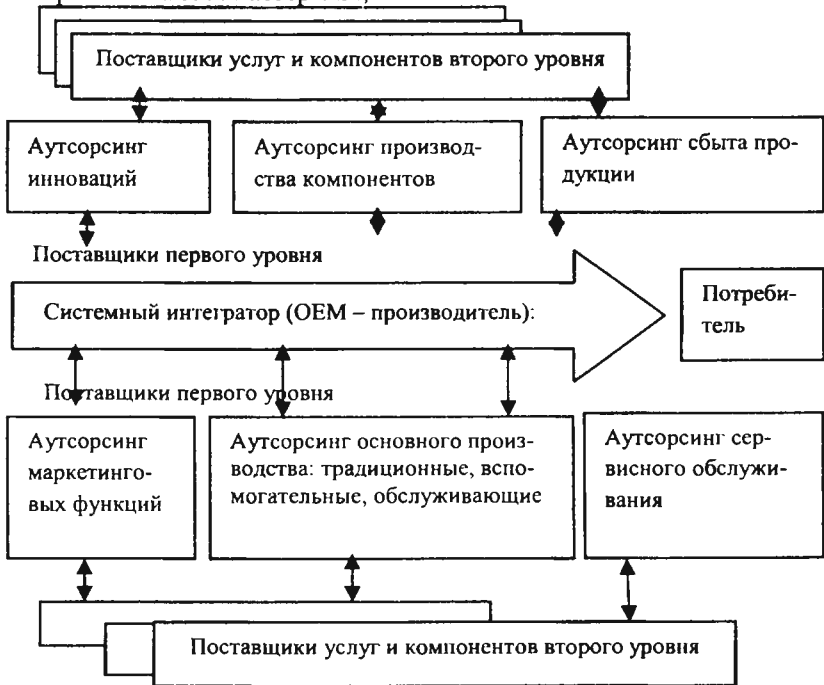 Поставщики услуг и компонентов второго уровня
Аутсорсинг
инноваций
Аутсорсинг производ-
ства компонентов
Аутсорсинг сбыта про-
дукции
Поставщики первого уровня
Системный интегратор (OEM – производитель):
Потреби-
тель
Поставщики первого уровня
Аутсорсинг
маркетинго-
вых функций
Аутсорсинг основного произ-
водства: традиционные, вспо-
могательные, обслуживающие
Аутсорсинг сер-
висного обслужи-
вания
Поставщики услуг и компонентов второго уровня